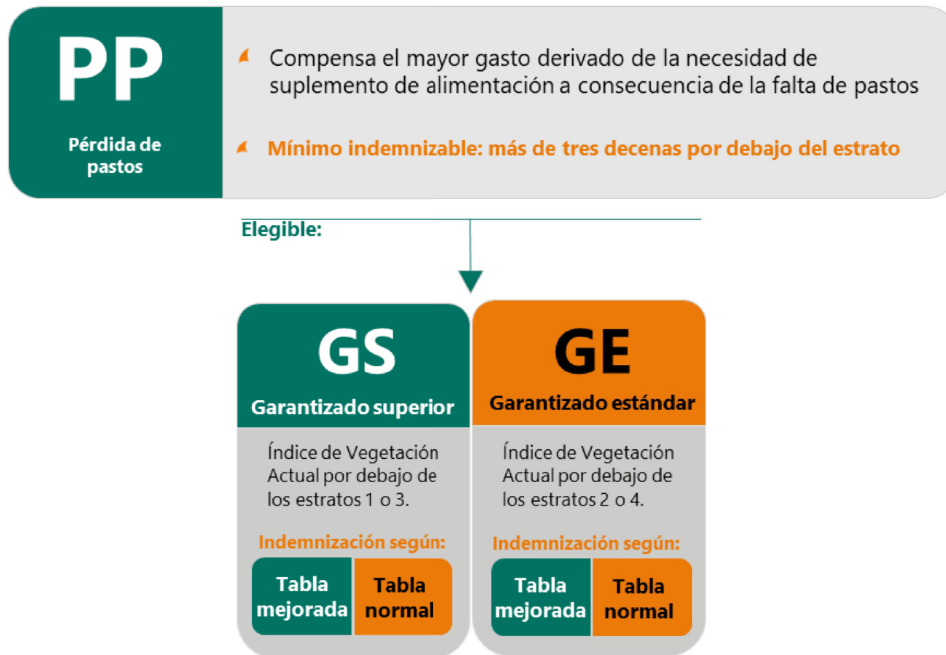 PP
Pérdida de
pastos
Compensa el mayor gasto derivado de la necesidad de
suplemento de alimentación a consecuencia de la falta de pastos
Mínimo indemnizable: más de tres decenas por debajo del estrato
Elegible:
GS
Garantizado superior
Índice de Vegetación
Actual por debajo de
los estratos 1 o 3.
Indemnización según:
Tabla
mejorada
Tabla
normal
GE
Garantizado estándar
Índice de Vegetación
Actual por debajo de
los estratos 2 o 4.
Indemnización según:
Tabla
mejorada
Tabla
normal